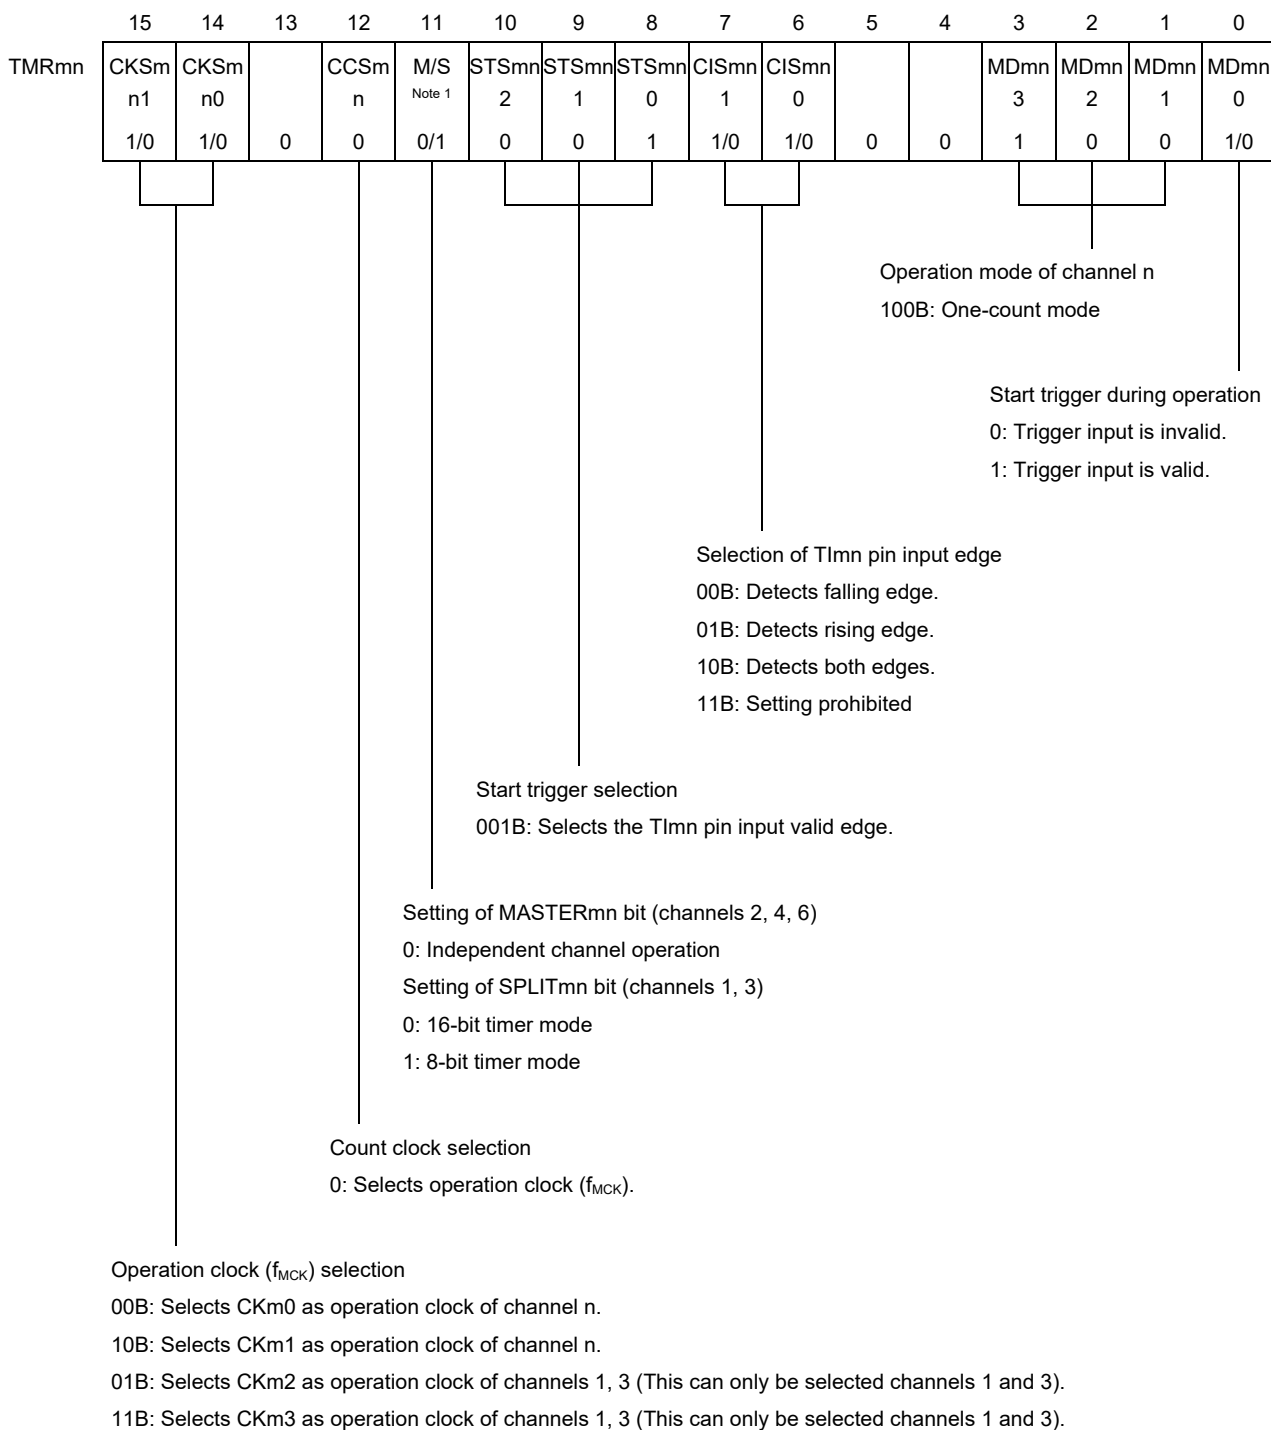 15 14 13 12 11 10 9 8 7 6 5 4 3 2 1 0
TMRmn CKSm CKSm CCSm M/S STSmn STSmn STSmn CISmn CISmn MDmn MDmn MDmn MDmn
n1 n0 n Note 1 2 1 0 1 0 3 2 1 0
1/0 1/0 0 0 0/1 0 0 1 1/0 1/0 0 0 1 0 0 1/0
Operation mode of channel n
100B: One-count mode
Start trigger during operation
0: Trigger input is invalid.
1: Trigger input is valid.
Selection of TImn pin input edge
00B: Detects falling edge.
01B: Detects rising edge.
10B: Detects both edges.
11B: Setting prohibited
Start trigger selection
001B: Selects the TImn pin input valid edge.
Setting of MASTERmn bit (channels 2, 4, 6)
0: Independent channel operation
Setting of SPLITmn bit (channels 1, 3)
0: 16-bit timer mode
1: 8-bit timer mode
Count clock selection
0: Selects operation clock (fMCK).
Operation clock (fMCK) selection
00B: Selects CKm0 as operation clock of channel n.
10B: Selects CKm1 as operation clock of channel n.
01B: Selects CKm2 as operation clock of channels 1, 3 (This can only be selected channels 1 and 3).
11B: Selects CKm3 as operation clock of channels 1, 3 (This can only be selected channels 1 and 3).